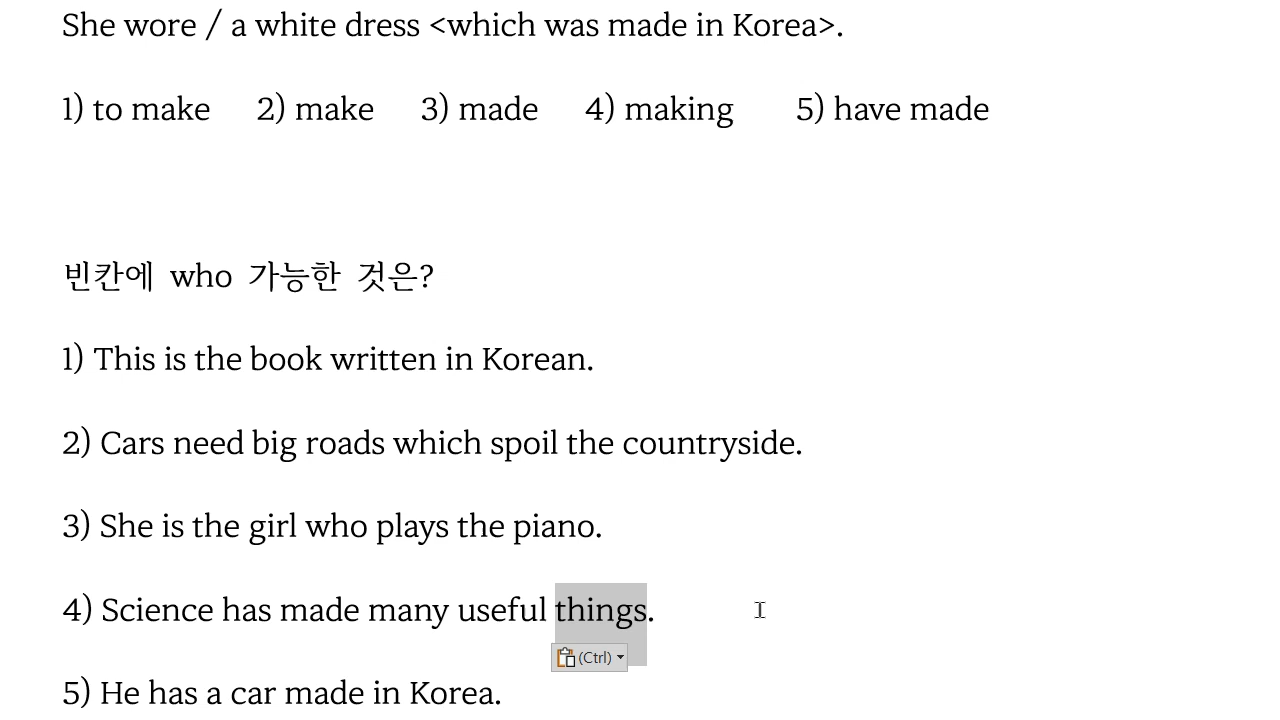 She wore / a white dress <which was made in Korea>.
1) to make 2) make 3) made 4) making 5) have made
빈칸에 who 가능한 것은?
1) This is the book written in Korean.
2) Cars need big roads which spoil the countryside.
3) She is the girl who plays the piano.
4) Science has made many useful things.
(Ctrl)
5) He has a car made in Korea.